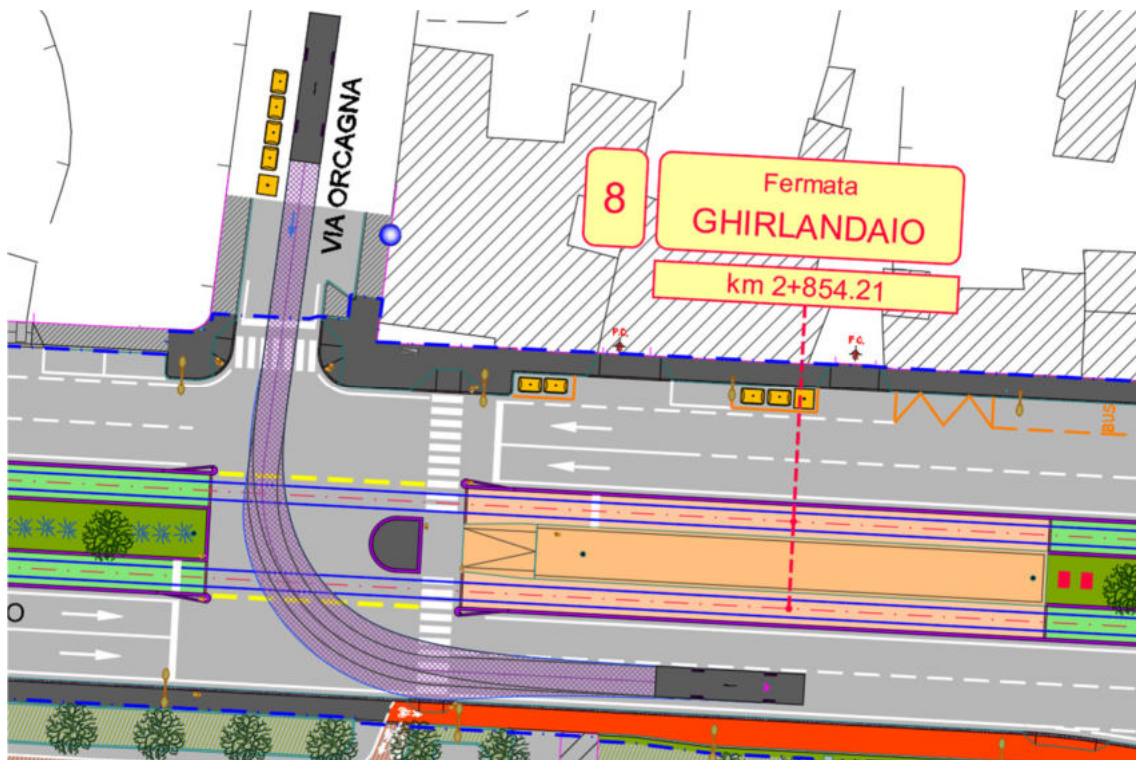 VIA ORCAGNA
8
Fermata
GHIRLANDAIO
km 2+854.21
F.C.
F.C.
BUS
O